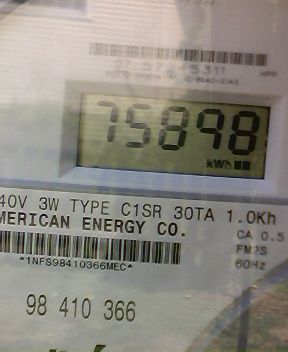 75898
kWh
40V 3W TYPE C1SR 30TA 1.0Kh
MERICAN ENERGY CO.
CA 0.5
FM2S
60Hz
*1NFS98410366MEC*
98 410 366